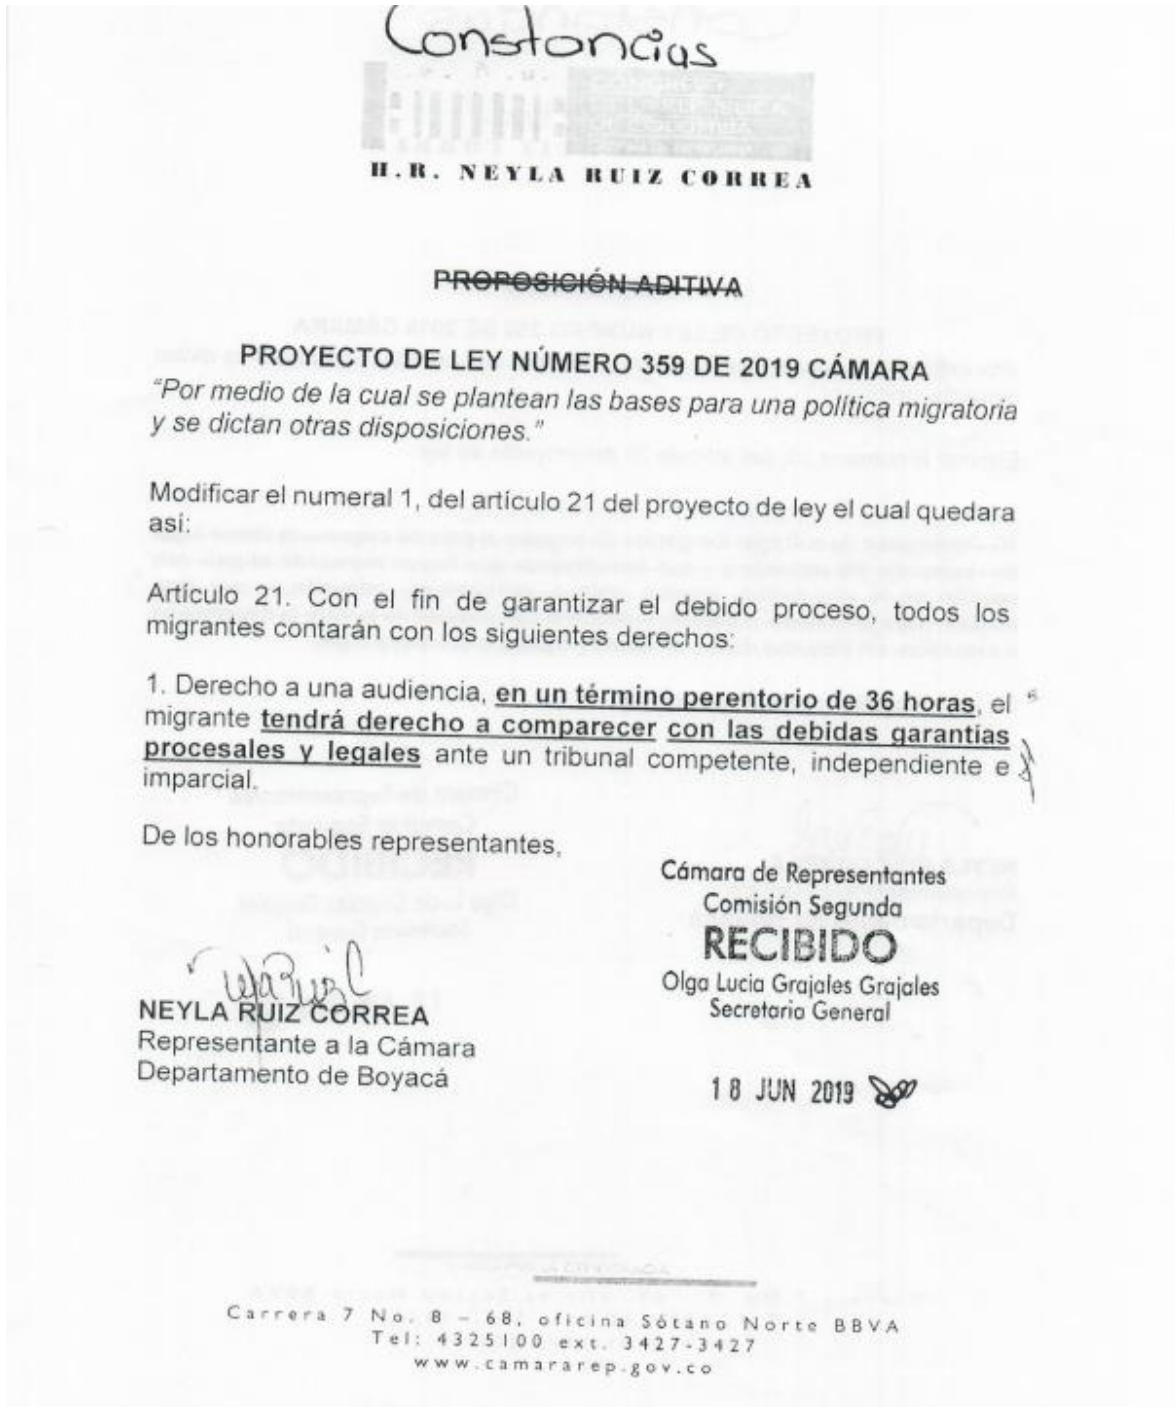 Constancias
H.R. NEYLA RUIZ CORREA
PROPOSICIÓN ADITIVA
PROYECTO DE LEY NÚMERO 359 DE 2019 CÁMARA
"Por medio de la cual se plantean las bases para una política migratoria
y se dictan otras disposiciones."
Modificar el numeral 1, del artículo 21 del proyecto de ley el cual quedara
así:
Artículo 21. Con el fin de garantizar el debido proceso, todos los
migrantes contarán con los siguientes derechos:
1. Derecho a una audiencia, en un término perentorio de 36 horas, el
migrante tendrá derecho a comparecer con las debidas garantías
procesales y legales ante un tribunal competente, independiente e
imparcial.
De los honorables representantes,
Cámara de Representantes
Comisión Segunda
RECIBIDO
Olga Lucia Grajales Grajales
Secretario General
18 JUN 2019
Neyla Ruiz C
NEYLA RUIZ CORREA
Representante a la Cámara
Departamento de Boyacá
Carrera 7 No. 8 – 68, oficina Sótano Norte BBVA
Tel: 4325100 ext. 3427-3427
www.camararep.gov.co